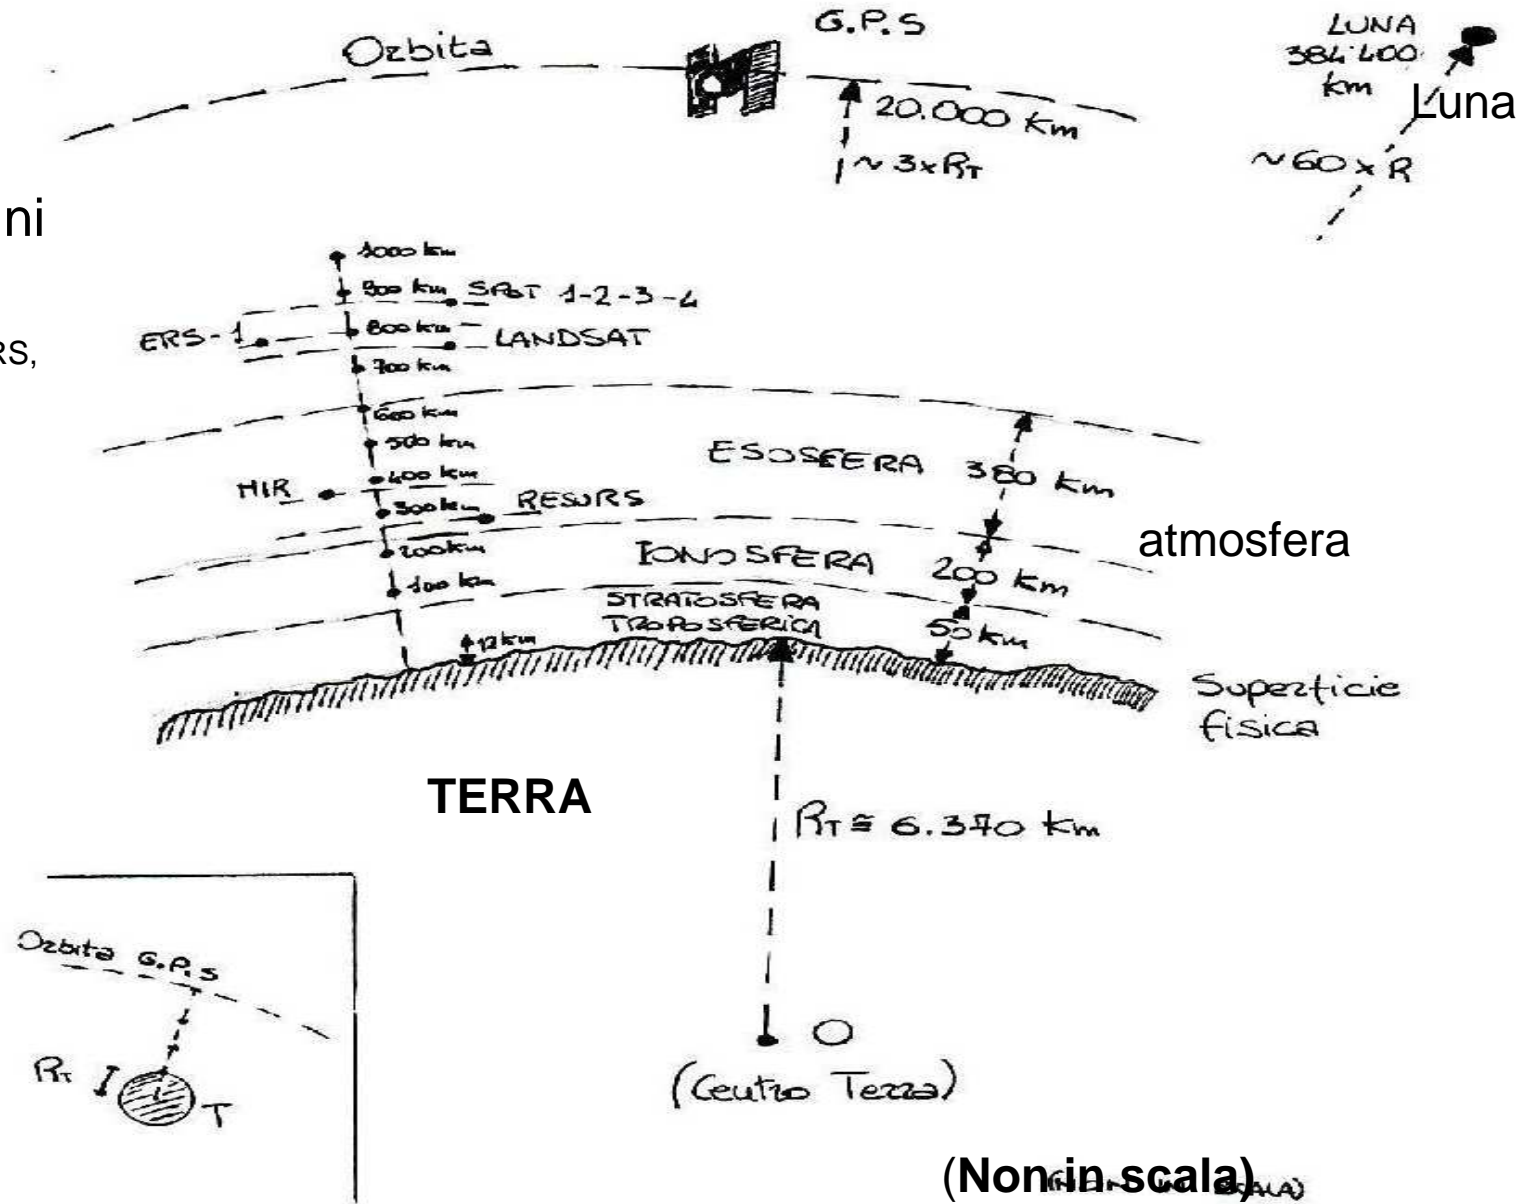 Orbita
G.P.S
20.000 Km
~ 3xRT
LUNA
384.400
km
Luna
~60 x R
ni
RS,
1000 km
900 km SPOT 1-2-3-4
ERS-1
800 km
LANDSAT
700 km
600 km
500 km
400 km
MIR
300 km
RESURS
200 km
100 km
ESOSFERA 380 km
atmosfera
IONOSFERA 200 km
STRATOSFERA
TROPOSFERICA
50 km
12 km
Superficie
fisica
TERRA
RT ≅ 6.370 km
Orbita G.P.S
RT
T
O
(Centro Terra)
(Non in scala)